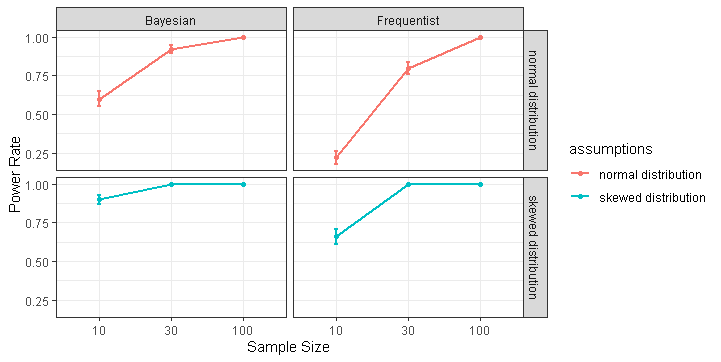 Bayesian
Frequentist
1.00
0.75
0.50
0.25
normal distribution
1.00
0.75
0.50
0.25
skewed distribution
10
30
100
10
30
100
Power Rate
Sample Size
assumptions
normal distribution
skewed distribution